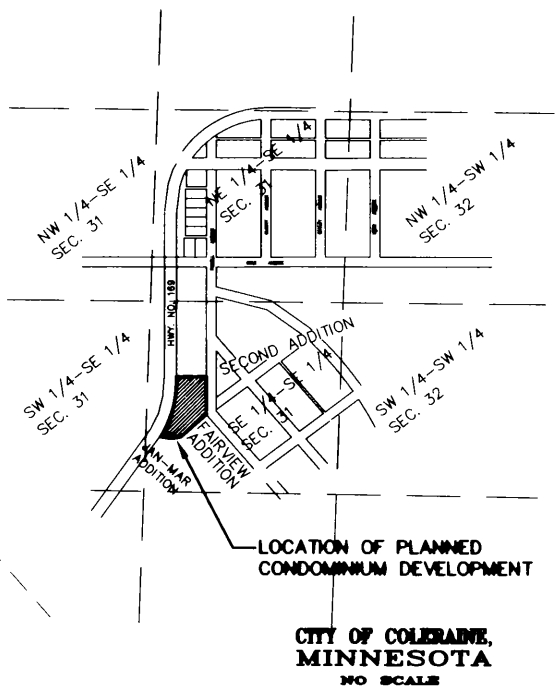 NW 1/4-SE 1/4
SEC. 31
NE 1/4-SE 1/4
SEC. 31
NW 1/4-SW 1/4
SEC. 32
HWY. NO. 169
SW 1/4-SE 1/4
SEC. 31
SECOND ADDITION
SE 1/4-SE 1/4
SEC. 31
SW 1/4-SW 1/4
SEC. 32
FAIRVIEW
ADDITION
VAN-MAR
ADDITION
LOCATION OF PLANNED
CONDOMINIUM DEVELOPMENT
CITY OF COLERAINE,
MINNESOTA
NO SCALE